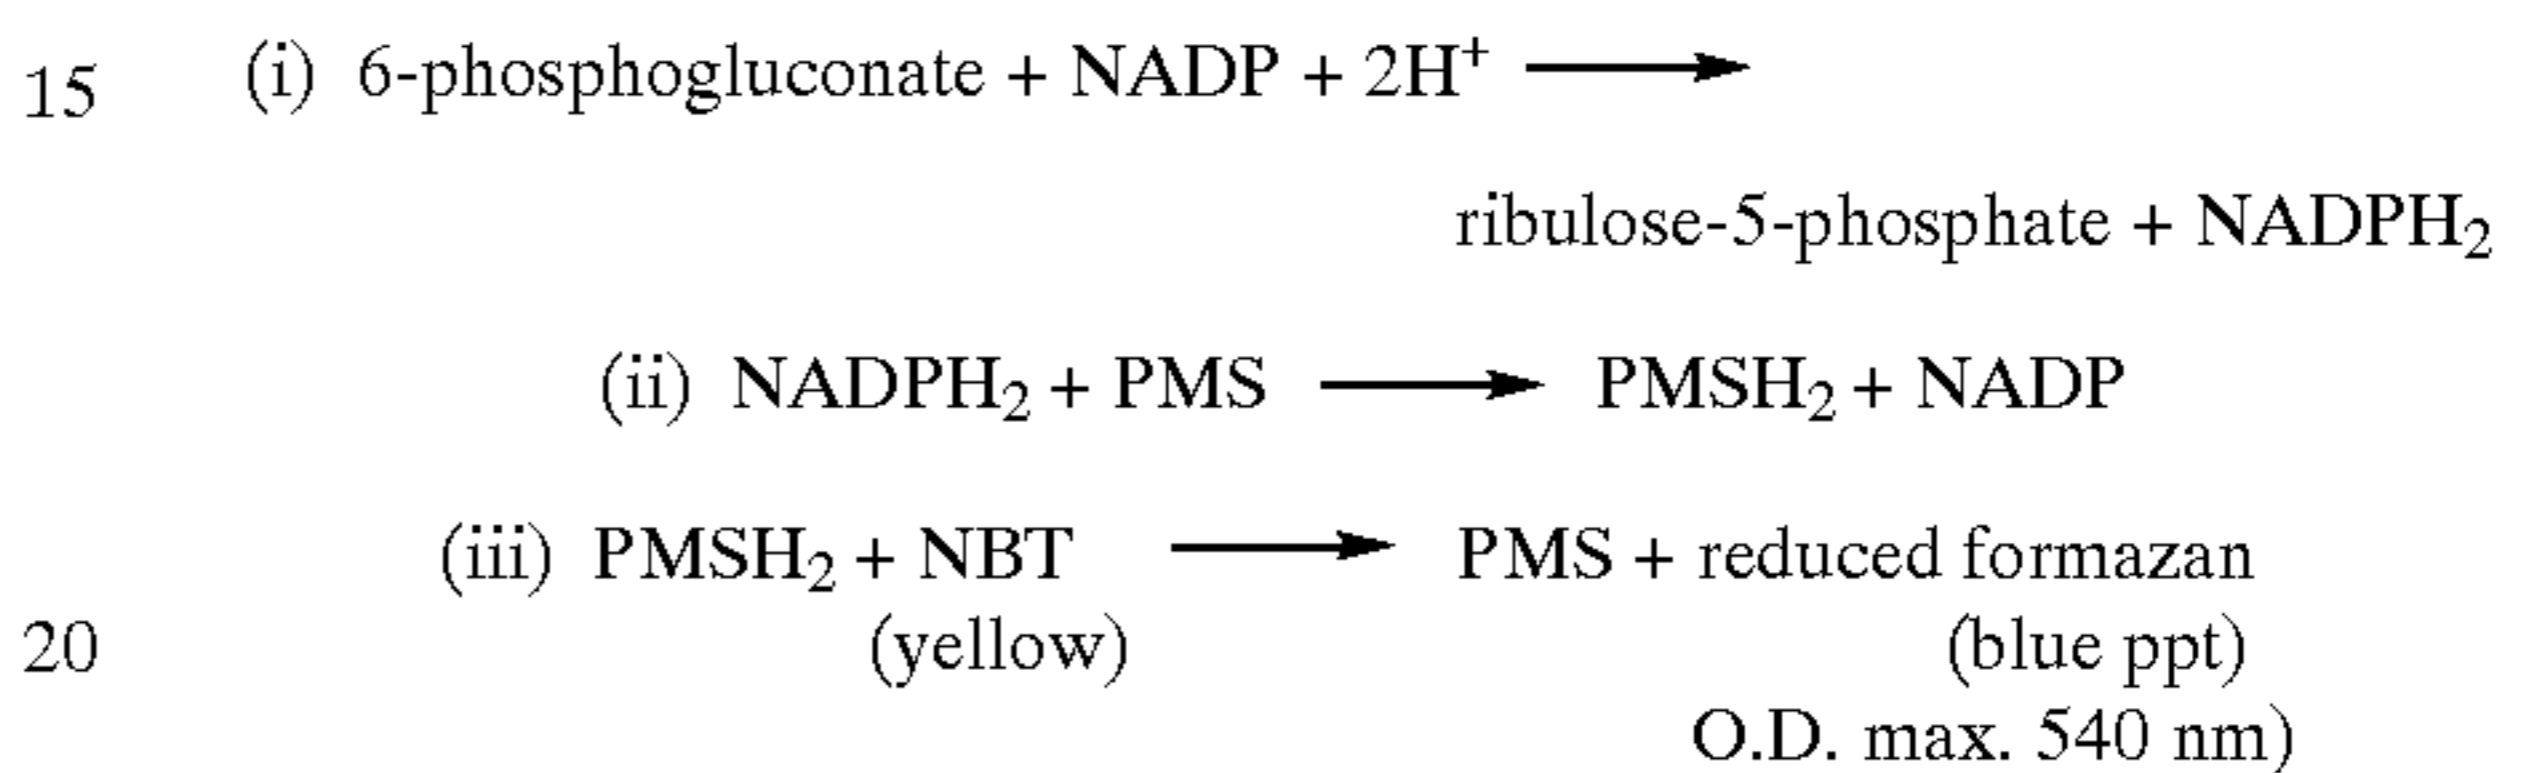 15 (i) 6-phosphogluconate + NADP + 2H⁺ ⟶
ribulose-5-phosphate + NADPH₂
(ii) NADPH₂ + PMS ⟶ PMSH₂ + NADP
(iii) PMSH₂ + NBT ⟶ PMS + reduced formazan
20 (yellow) (blue ppt)
O.D. max. 540 nm)